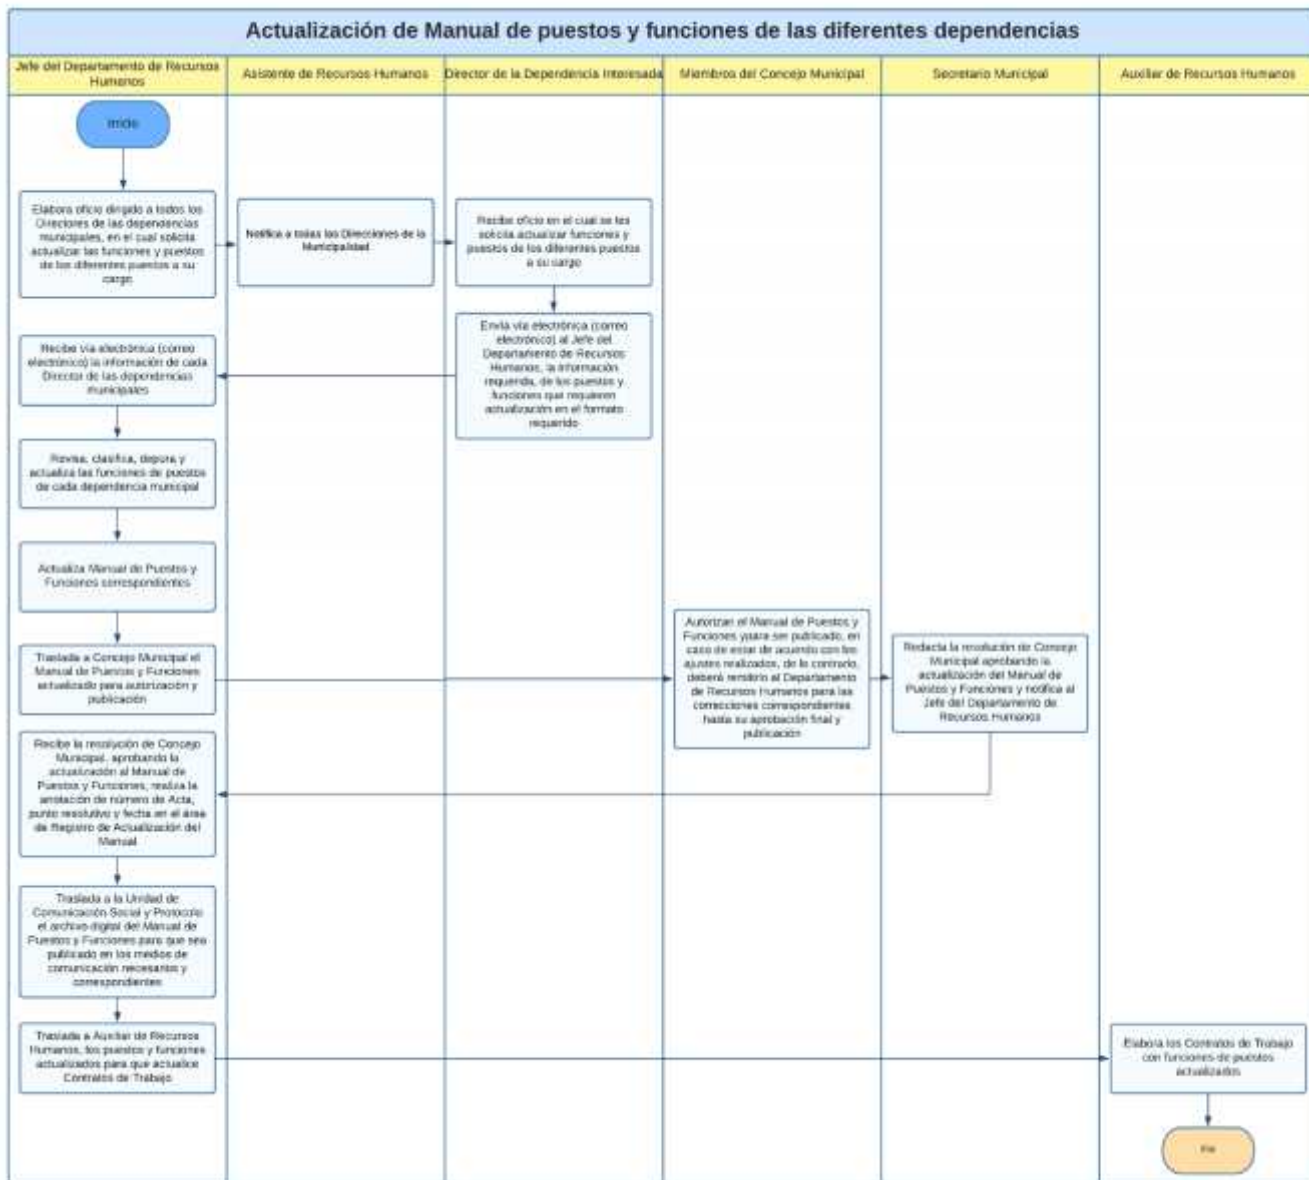 Actualización de Manual de puestos y funciones de las diferentes dependencias
Jefe del Departamento de Recursos
Humanos
Asistente de Recursos Humanos
Director de la Dependencia Interesada
Miembros del Concejo Municipal
Secretario Municipal
Auxiliar de Recursos Humanos
Inicio
Elabora oficio dirigido a todos los
Directores de las dependencias
municipales, en el cual solicita
actualizar las funciones y puestos
de los diferentes puestos a su
cargo
Notifica a todas las Direcciones de la
Municipalidad
Recibe oficio en el cual se les
solicita actualizar funciones y
puestos de los diferentes puestos
a su cargo
Envía vía electrónica (correo
electrónico) al Jefe del
Departamento de Recursos
Humanos, la información
requerida, de los puestos y
funciones que requieren
actualización en el formato
requerido
Recibe vía electrónica (correo
electrónico) la información de cada
Director de las dependencias
municipales
Revisa, clasifica, depura y
actualiza las funciones de puestos
de cada dependencia municipal
Actualiza Manual de Puestos y
Funciones correspondientes
Traslada a Concejo Municipal el
Manual de Puestos y Funciones
actualizado para autorización y
publicación
Autorizan el Manual de Puestos y
Funciones ypara ser publicado, en
caso de estar de acuerdo con los
ajustes realizados, de lo contrario,
deberá remitirlo al Departamento
de Recursos Humanos para las
correcciones correspondientes
hasta su aprobación final y
publicación
Redacta la resolución de Concejo
Municipal aprobando la
actualización del Manual de
Puestos y Funciones y notifica al
Jefe del Departamento de
Recursos Humanos
Recibe la resolución de Concejo
Municipal, aprobando la
actualización al Manual de
Puestos y Funciones, realiza la
anotación de número de Acta,
punto resolutivo y fecha en el área
de Registro de Actualización del
Manual
Traslada a la Unidad de
Comunicación Social y Protocolo
el archivo digital del Manual de
Puestos y Funciones para que sea
publicado en los medios de
comunicación necesarios y
correspondientes
Traslada a Auxiliar de Recursos
Humanos, los puestos y funciones
actualizados para que actualice
Contratos de Trabajo
Elabora los Contratos de Trabajo
con funciones de puestos
actualizados
Fin